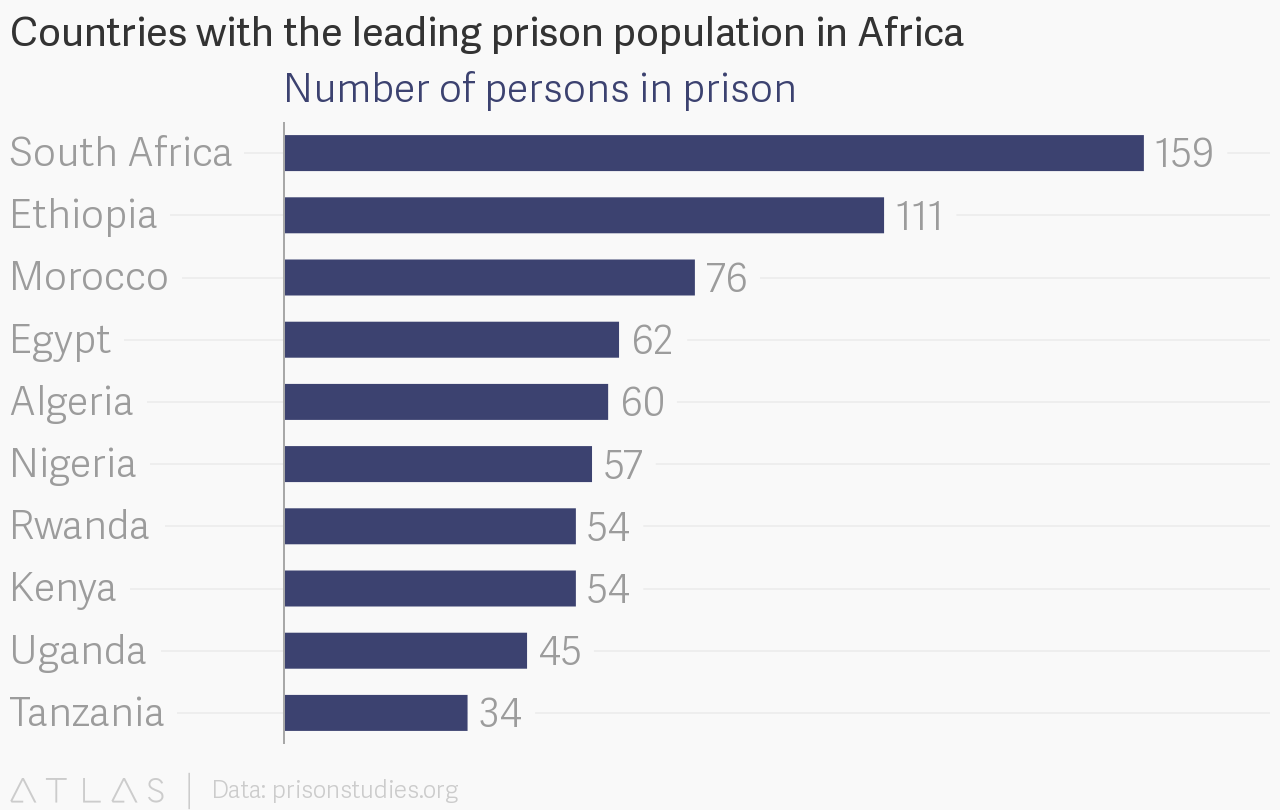 Countries with the leading prison population in Africa
Number of persons in prison
South Africa 159
Ethiopia 111
Morocco 76
Egypt 62
Algeria 60
Nigeria 57
Rwanda 54
Kenya 54
Uganda 45
Tanzania 34
ATLAS | Data: prisonstudies.org